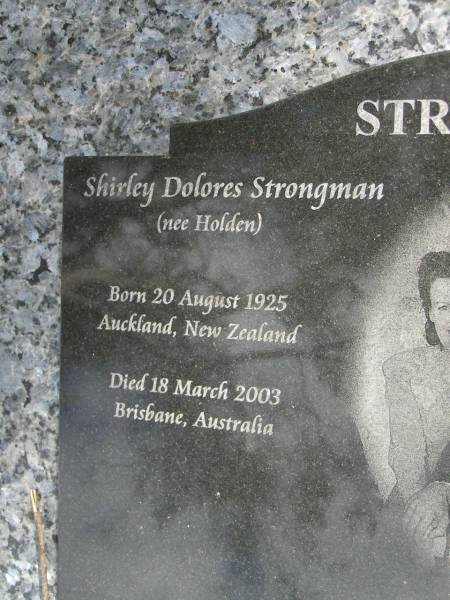 STR
Shirley Dolores Strongman
(nee Holden)
Born 20 August 1925
Auckland, New Zealand
Died 18 March 2003
Brisbane, Australia